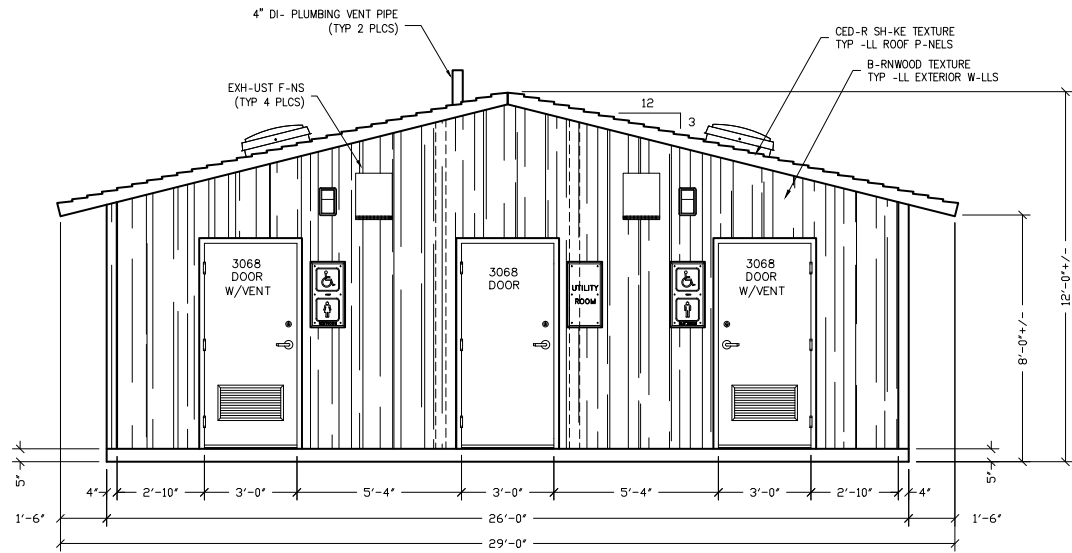 4" DI- PLUMBING VENT PIPE
(TYP 2 PLCS)
CED-R SH-KE TEXTURE
TYP -LL ROOF P-NELS
B-RNWOOD TEXTURE
TYP -LL EXTERIOR W-LLS
EXH-UST F-NS
(TYP 4 PLCS)
12
3
3068
DOOR
W/VENT
3068
DOOR
UTILITY
ROOM
3068
DOOR
W/VENT
8'-0"+/-
12'-0"+/-
5"
5"
4" 2'-10" 3'-0" 5'-4" 3'-0" 5'-4" 3'-0" 2'-10" 4"
1'-6" 26'-0" 1'-6"
29'-0"